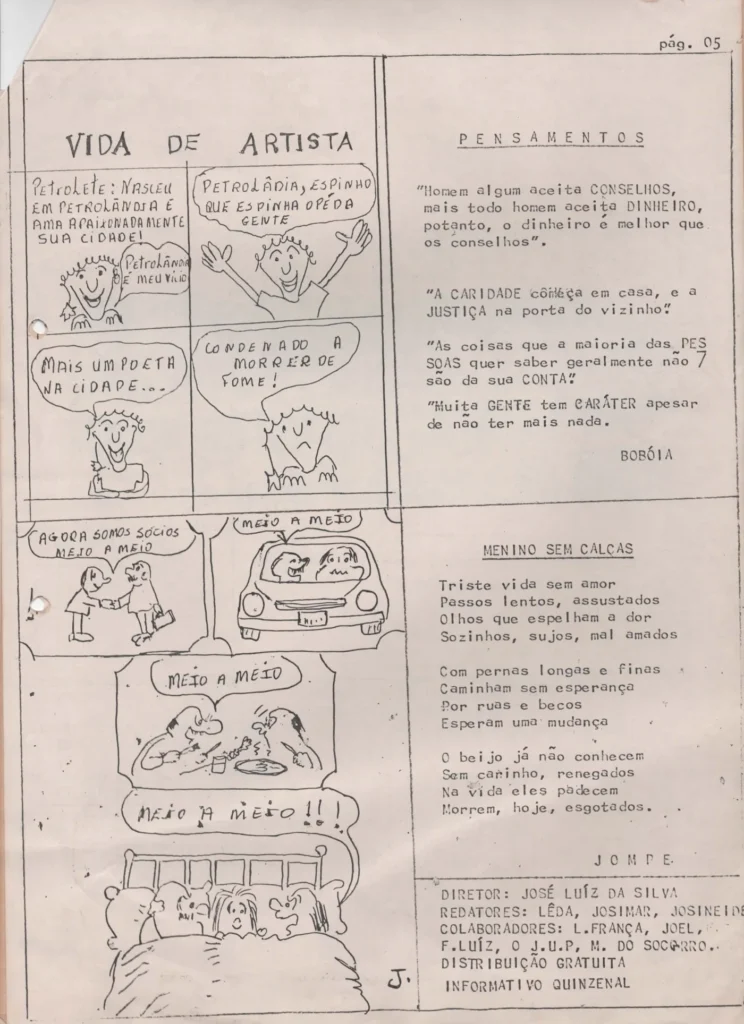 pág. 05
VIDA DE ARTISTA
PETROLETE: NASCEU
EM PETROLÂNDIA E
AMA APAIXONADAMENTE
SUA CIDADE!
PETROLÂNDIA
É MEU VÍCIO
PETROLÂDIA, ESPINHO
QUE ESPINHA O PÉ DA
GENTE
MAIS UM POETA
NA CIDADE...
CONDENADO A
MORRER DE
FOME!
AGORA SOMOS SÓCIOS
MEIO A MEIO
MEIO A MEIO
MEIO A MEIO
MEIO A MEIO!!!
J.
PENSAMENTOS
"Homem algum aceita CONSELHOS,
mais todo homem aceita DINHEIRO,
potanto, o dinheiro é melhor que
os conselhos".
"A CARIDADE começa em casa, e a
JUSTIÇA na porta do vizinho."
"As coisas que a maioria das PES
SOAS quer saber geralmente não
são da sua CONTA."
"Muita GENTE tem CARÁTER apesar
de não ter mais nada.
BOBÓIA
MENINO SEM CALÇAS
Triste vida sem amor
Passos lentos, assustados
Olhos que espelham a dor
Sozinhos, sujos, mal amados
Com pernas longas e finas
Caminham sem esperança
Por ruas e becos
Esperam uma mudança
O beijo já não conhecem
Sem carinho, renegados
Na vida eles padecem
Morrem, hoje, esgotados.
JOMPE
DIRETOR: JOSÉ LUÍZ DA SILVA
REDATORES: LÊDA, JOSIMAR, JOSINEIDE
COLABORADORES: L.FRANÇA, JOEL,
F.LUÍZ, O J.U.P, M. DO SOCORRO.
DISTRIBUIÇÃO GRATUITA
INFORMATIVO QUINZENAL